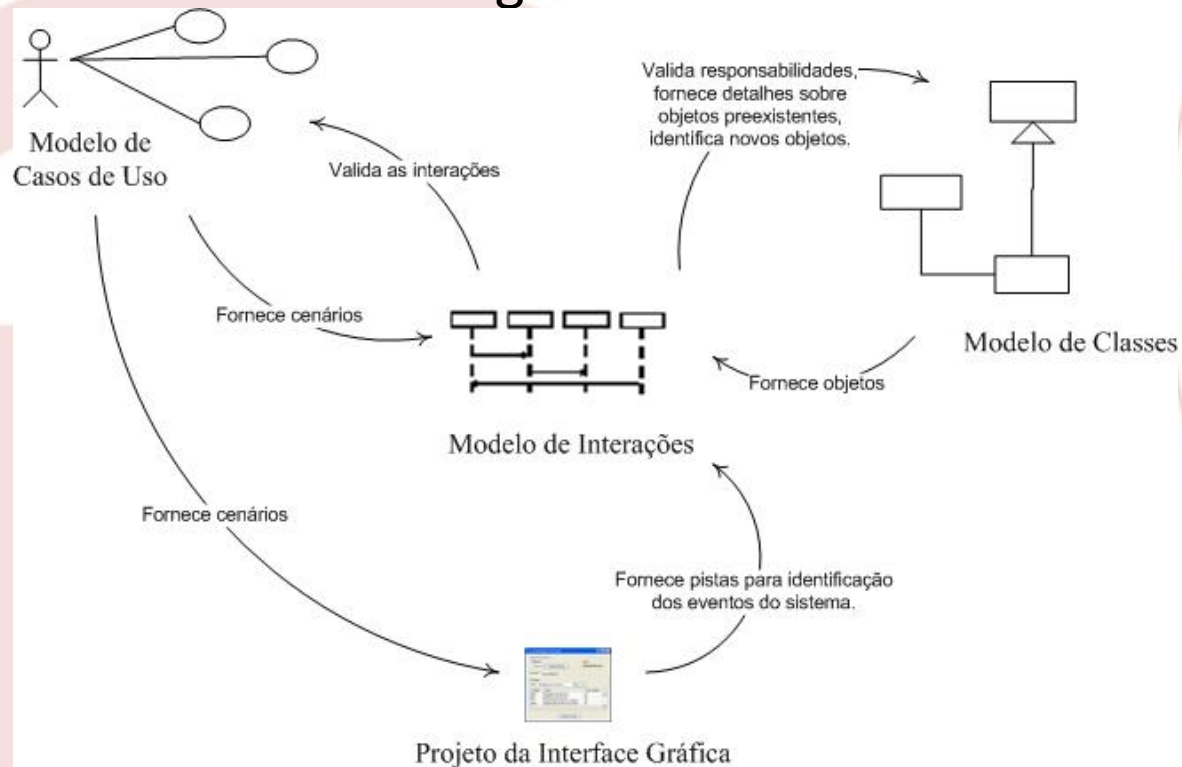 Modelo de
Casos de Uso
Valida as interações
Valida responsabilidades,
fornece detalhes sobre
objetos preexistentes,
identifica novos objetos.
Fornece cenários
Modelo de Classes
Fornece objetos
Modelo de Interações
Fornece cenários
Fornece pistas para identificação
dos eventos do sistema.
Projeto da Interface Gráfica